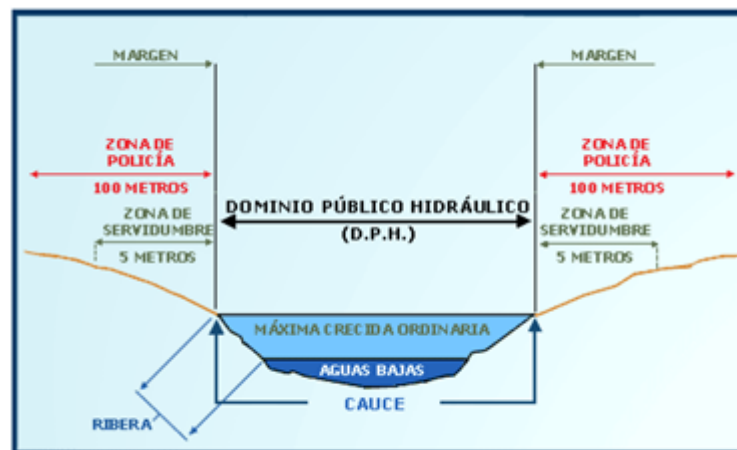 MARGEN
MARGEN
ZONA DE
POLICÍA
100 METROS
ZONA DE
POLICÍA
100 METROS
DOMINIO PÚBLICO HIDRÁULICO
(D.P.H.)
ZONA DE
SERVIDUMBRE
5 METROS
ZONA DE
SERVIDUMBRE
5 METROS
MÁXIMA CRECIDA ORDINARIA
AGUAS BAJAS
CAUCE
RIBERA